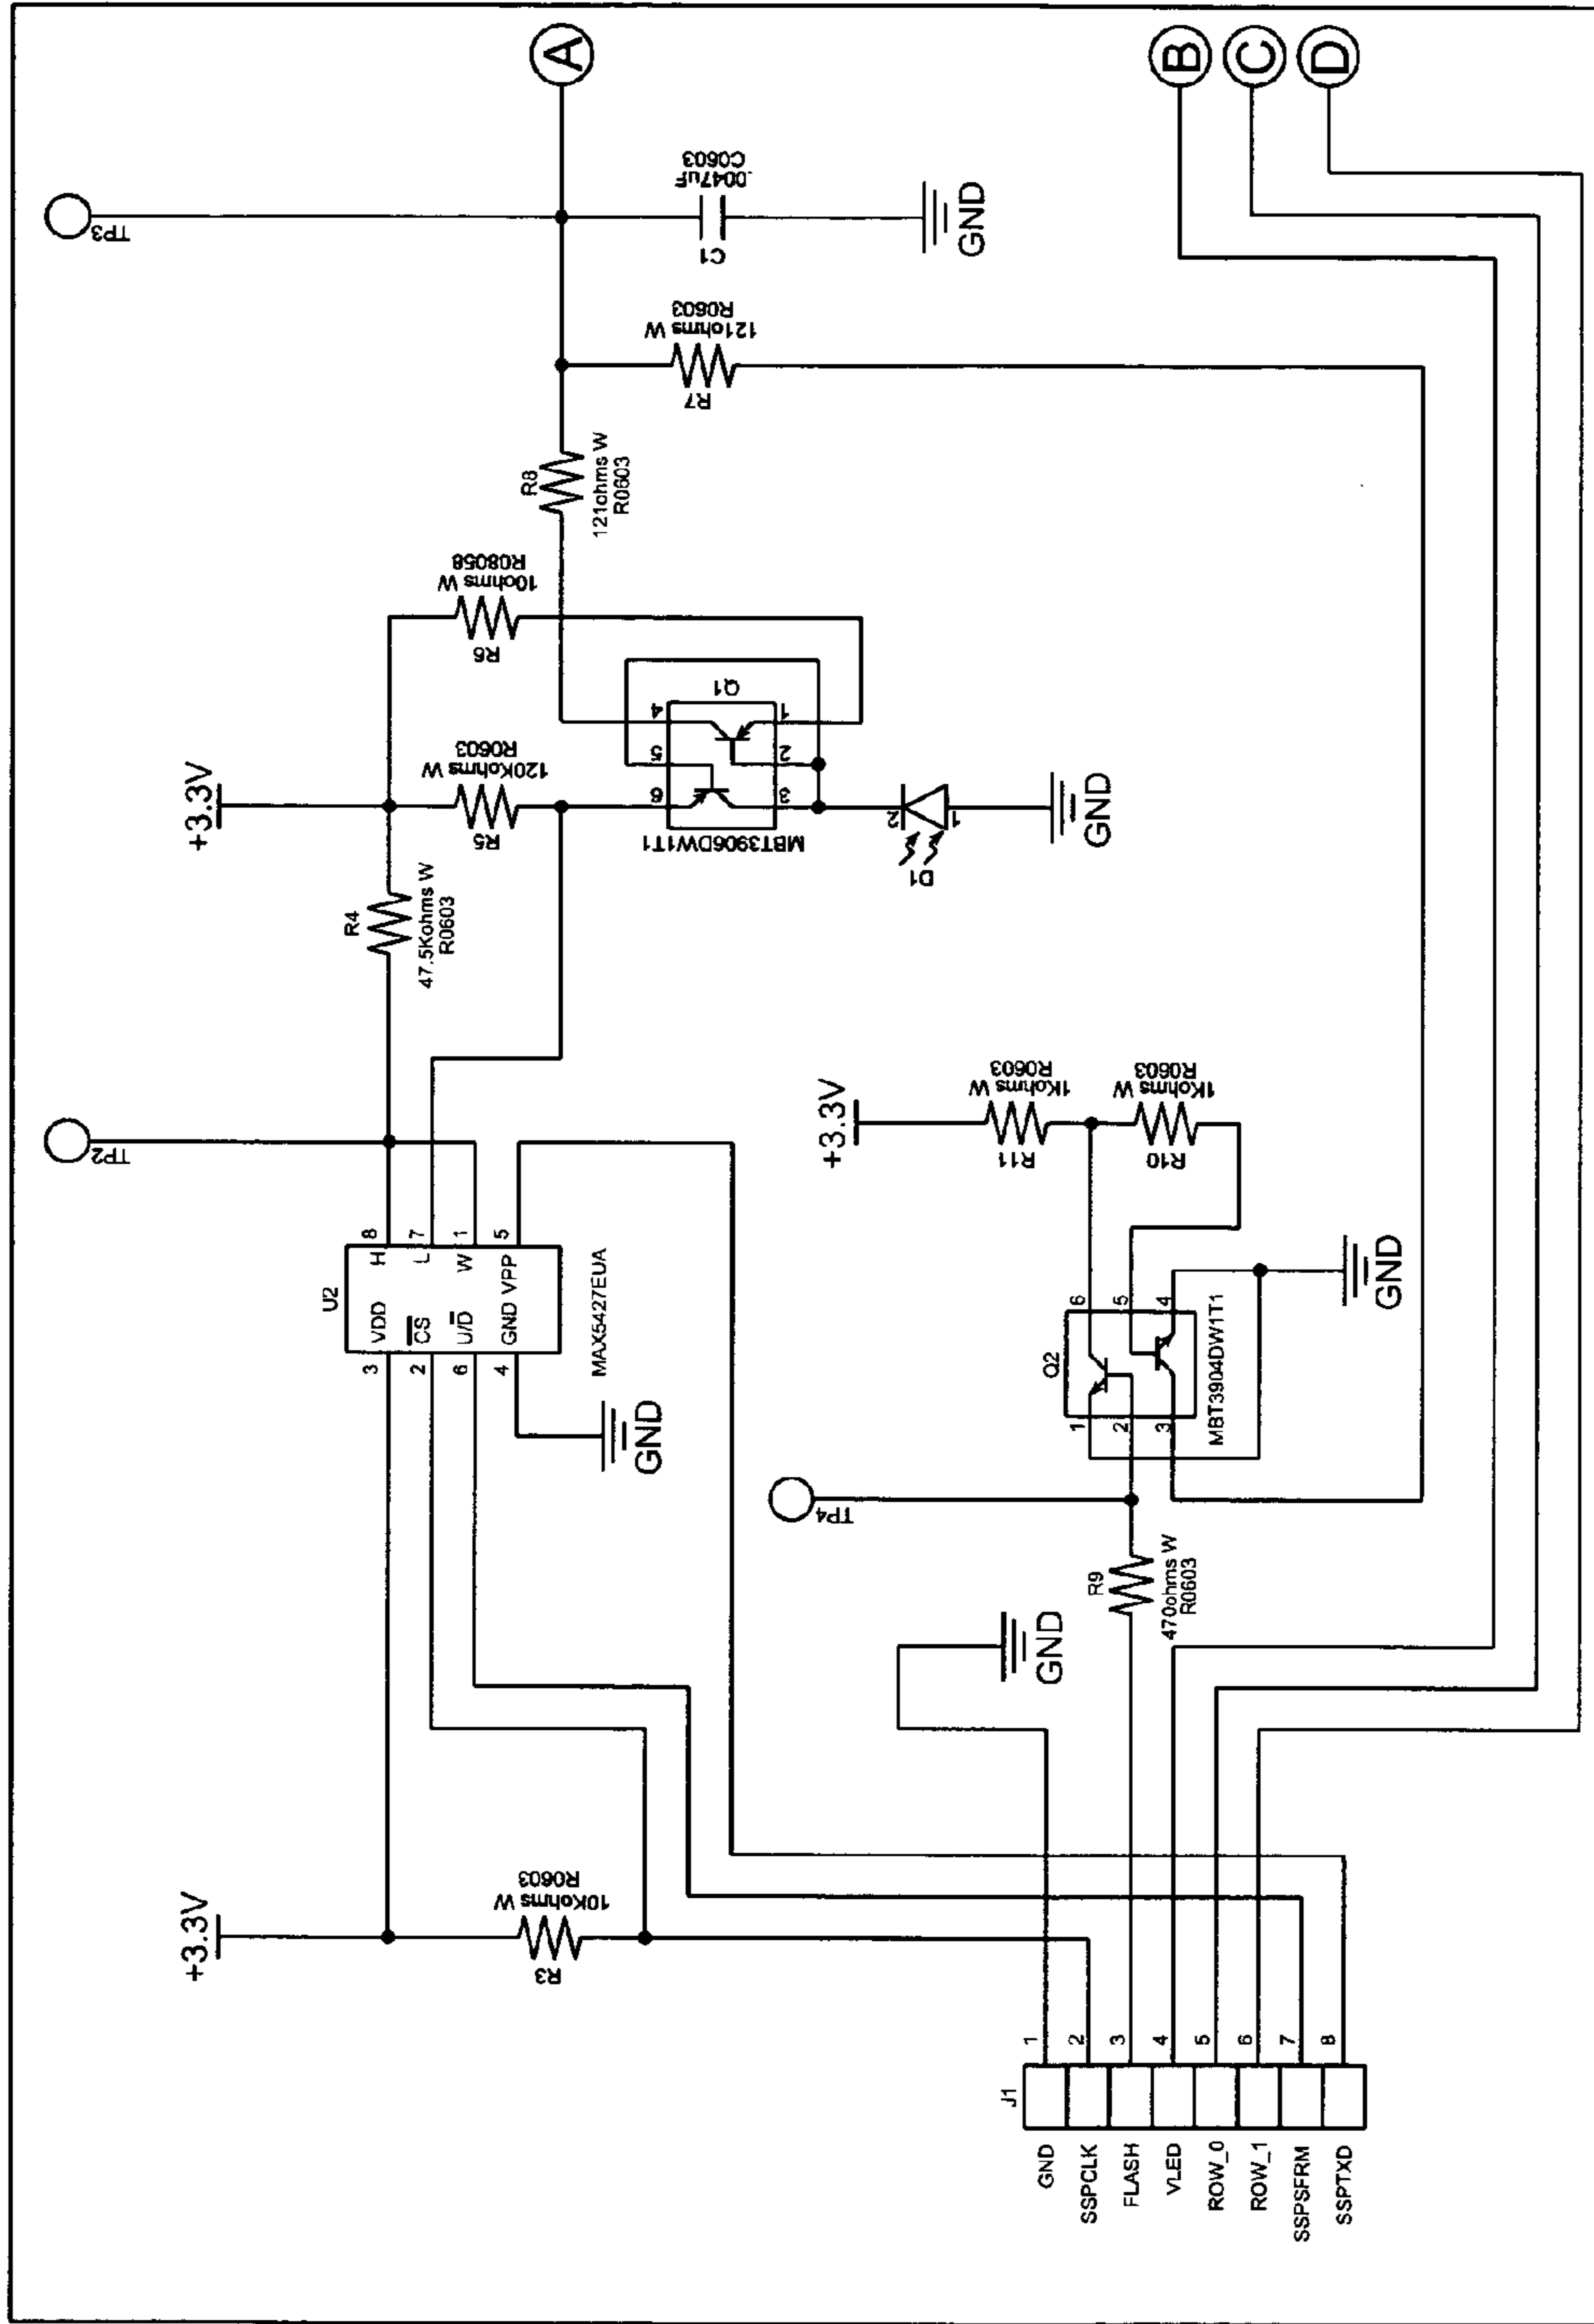 A
B
C
D
TP3
C0603
.0047uF
C1
GND
R0603
121ohms W
R7
R8
121ohms W
R0603
R08058
10ohms W
R6
+3.3V
R0603
120Kohms W
R5
R4
47.5Kohms W
R0603
Q1
4
1
5
2
6
3
MBT3906DW1T1
2
1
D1
GND
TP2
U2
3
VDD
H
8
2
CS
L
7
6
U/D
W
1
4
GND
VPP
5
MAX5427EUA
GND
+3.3V
R0603
1Kohms W
R11
R0603
1Kohms W
R10
Q2
1
6
2
5
3
4
MBT3904DW1T1
GND
TP4
R9
470ohms W
R0603
GND
+3.3V
R0603
10Kohms W
R3
J1
GND
1
SSPCLK
2
FLASH
3
VLED
4
ROW_0
5
ROW_1
6
SSPSFRM
7
SSPTXD
8